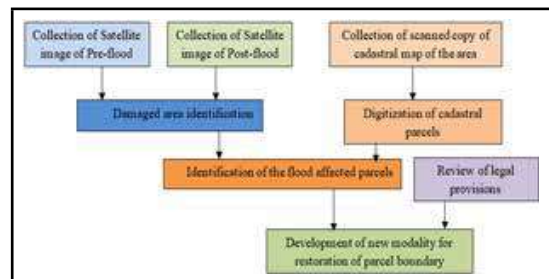 Collection of Satellite
image of Pre-flood
Collection of Satellite
image of Post-flood
Collection of scanned copy of
cadastral map of the area
Damaged area identification
Digitization of cadastral
parcels
Identification of the flood affected parcels
Review of legal
provisions
Development of new modality for
restoration of parcel boundary